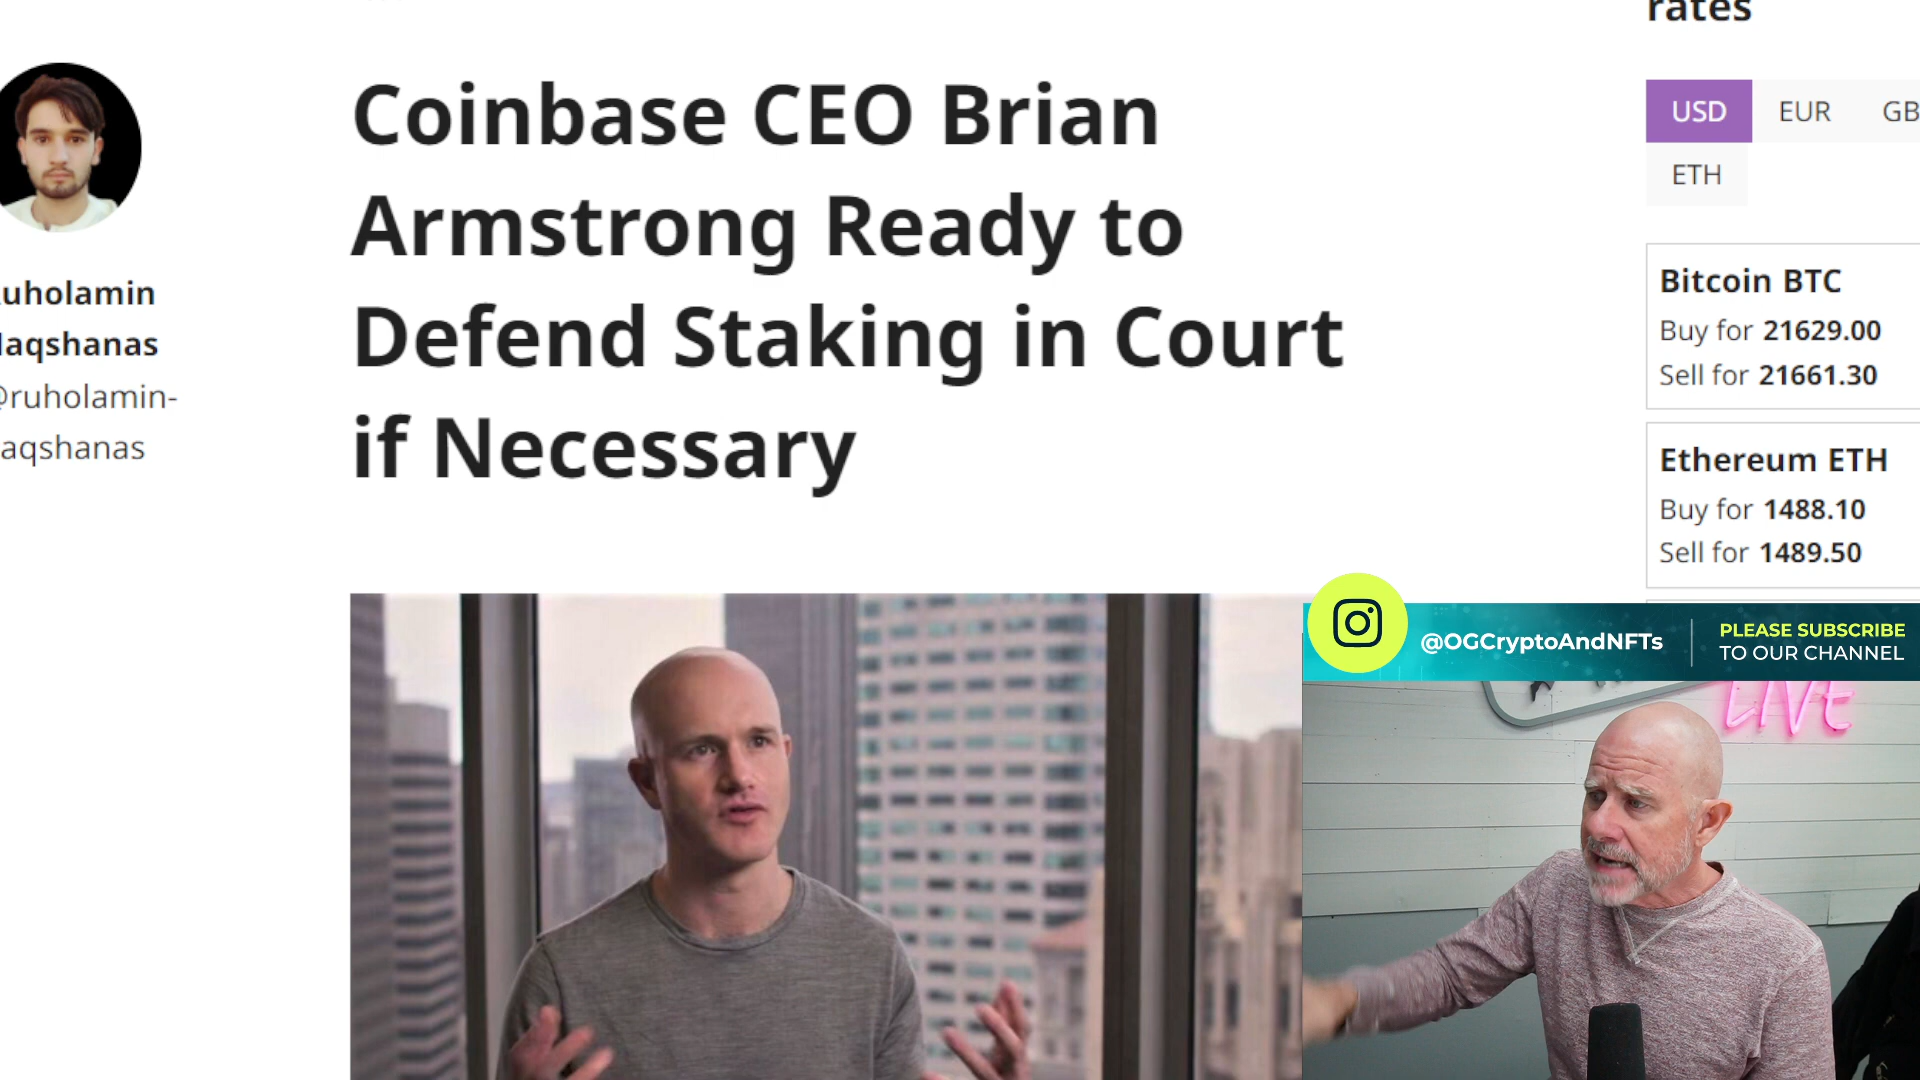 rates
Coinbase CEO Brian
Armstrong Ready to
Defend Staking in Court
if Necessary
uholamin
aqshanas
@ruholamin-
aqshanas
USD
EUR
GB
ETH
Bitcoin BTC
Buy for 21629.00
Sell for 21661.30
Ethereum ETH
Buy for 1488.10
Sell for 1489.50
@OGCryptoAndNFTs
PLEASE SUBSCRIBE
TO OUR CHANNEL
LIVE